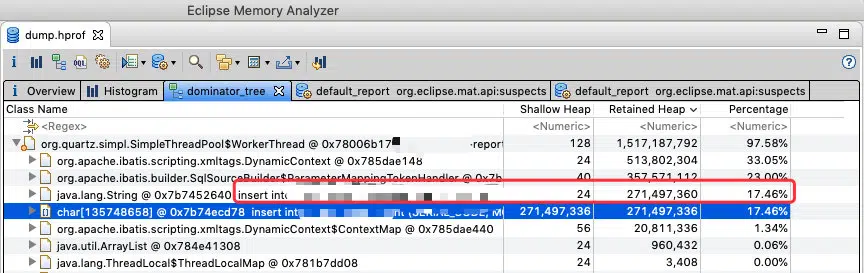 Eclipse Memory Analyzer
dump.hprof
i OQL
i Overview Histogram dominator_tree default_report org.eclipse.mat.api:suspects default_report org.eclipse.mat.api:suspects
Class Name Shallow Heap Retained Heap Percentage
<Regex> <Numeric> <Numeric> <Numeric>
org.quartz.simpl.SimpleThreadPool$WorkerThread @ 0x78006b17 -report 128 1,517,187,792 97.58%
org.apache.ibatis.scripting.xmltags.DynamicContext @ 0x785dae148 24 513,802,304 33.05%
org.apache.ibatis.builder.SqlSourceBuilder$ParameterMappingTokenHandler @ 0x7b 40 357,571,112 23.00%
java.lang.String @ 0x7b7452640 insert into 24 271,497,360 17.46%
char[135748658] @ 0x7b74ecd78 insert into 271,497,336 271,497,336 17.46%
org.apache.ibatis.scripting.xmltags.DynamicContext$ContextMap @ 0x785dae440 56 20,811,336 1.34%
java.util.ArrayList @ 0x784e41308 24 960,432 0.06%
java.lang.ThreadLocal$ThreadLocalMap @ 0x781b7dd08 24 3,408 0.00%